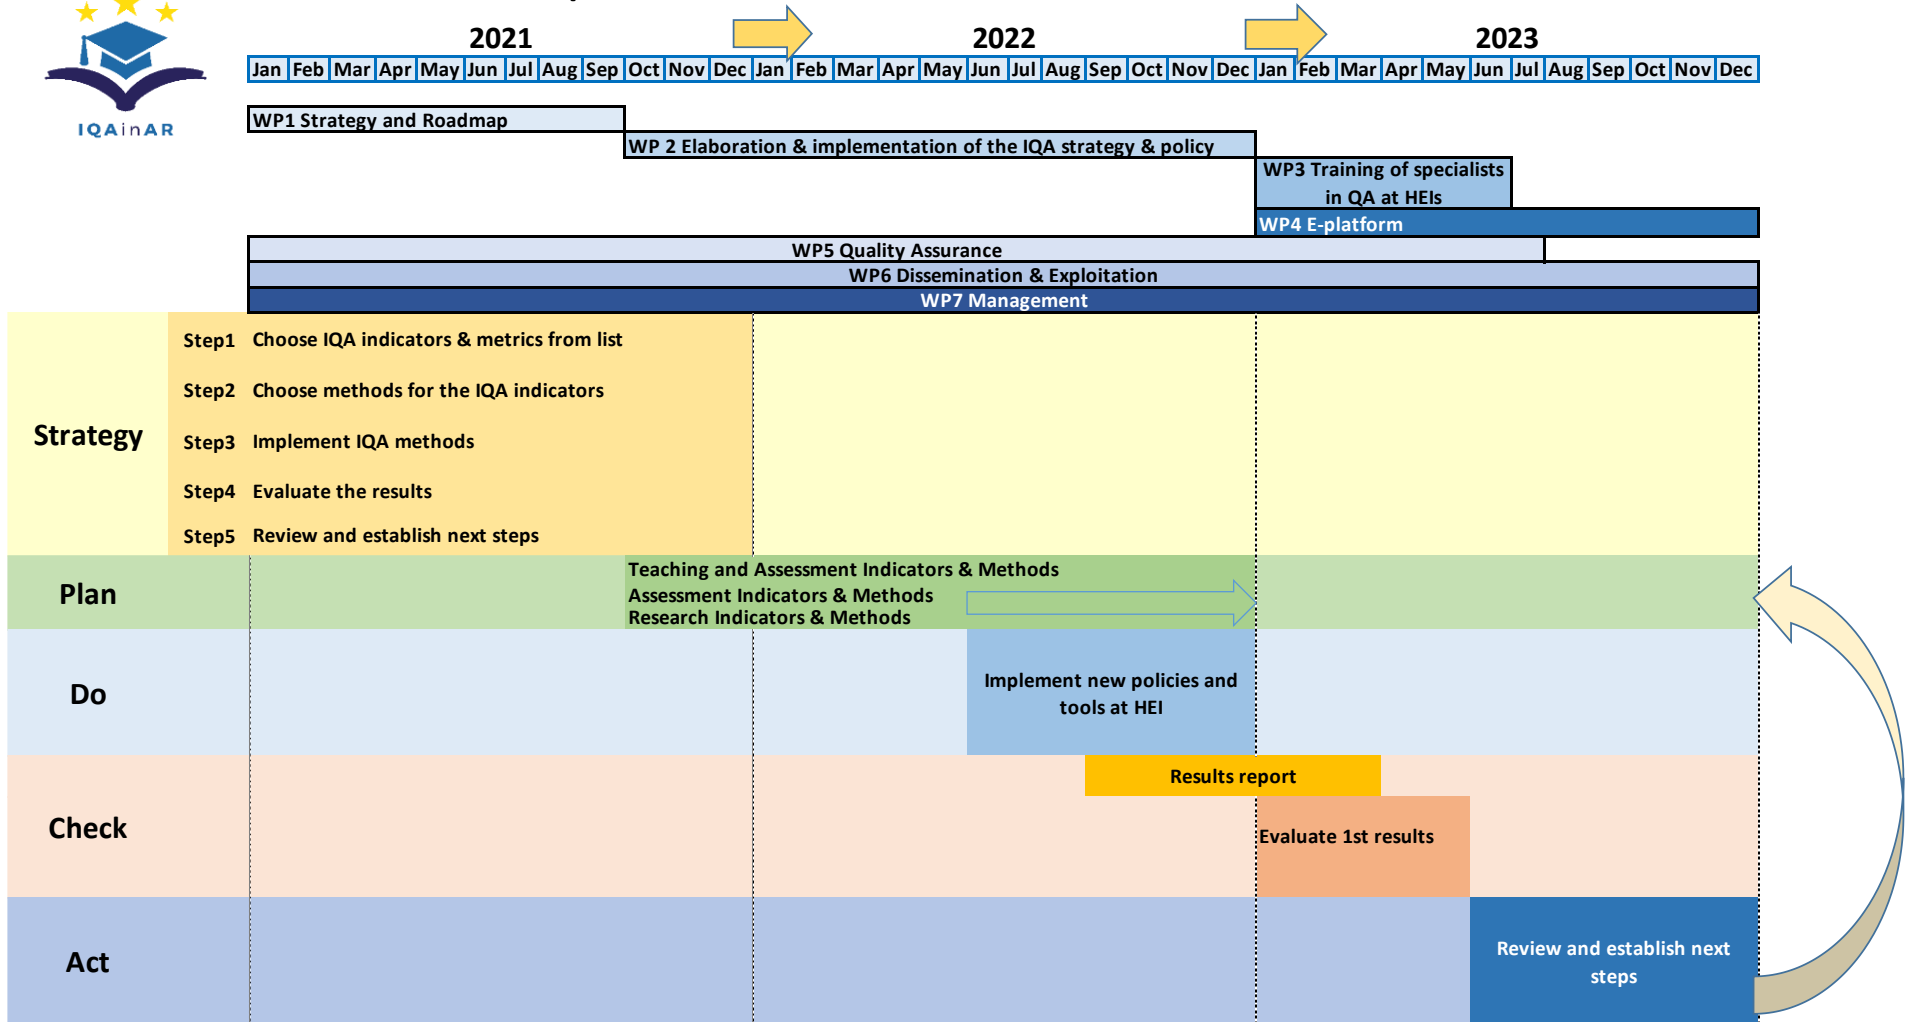 IQAinAR
2021 2022 2023
Jan Feb Mar Apr May Jun Jul Aug Sep Oct Nov Dec Jan Feb Mar Apr May Jun Jul Aug Sep Oct Nov Dec Jan Feb Mar Apr May Jun Jul Aug Sep Oct Nov Dec
WP1 Strategy and Roadmap
WP 2 Elaboration & implementation of the IQA strategy & policy
WP3 Training of specialists
in QA at HEIs
WP4 E-platform
WP5 Quality Assurance
WP6 Dissemination & Exploitation
WP7 Management
Strategy
Step1 Choose IQA indicators & metrics from list
Step2 Choose methods for the IQA indicators
Step3 Implement IQA methods
Step4 Evaluate the results
Step5 Review and establish next steps
Plan
Teaching and Assessment Indicators & Methods
Assessment Indicators & Methods
Research Indicators & Methods
Do
Implement new policies and
tools at HEI
Check
Results report
Evaluate 1st results
Act
Review and establish next
steps